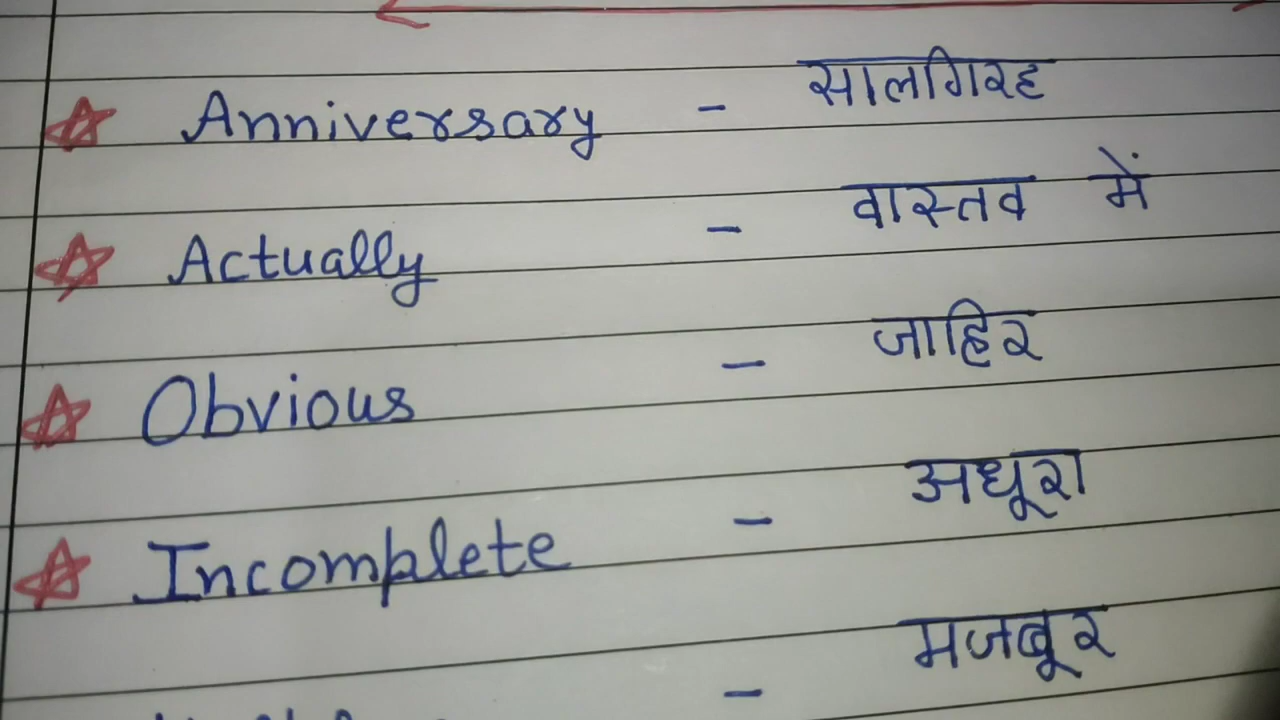 Anniversary - सालगिरह
Actually - वास्तव में
Obvious - जाहिर
Incomplete - अधूरा
- मजबूर